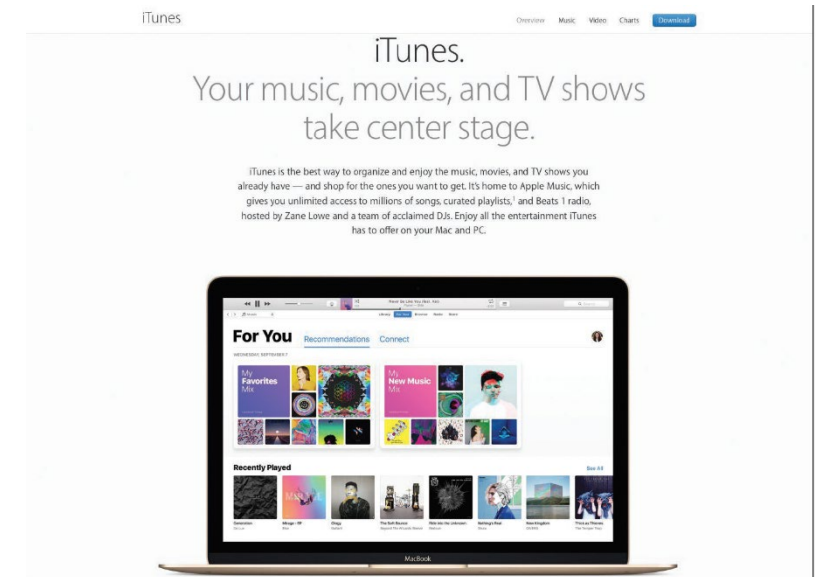 iTunes
Overview Music Video Charts Download
iTunes.
Your music, movies, and TV shows
take center stage.
iTunes is the best way to organize and enjoy the music, movies, and TV shows you
already have — and shop for the ones you want to get. It's home to Apple Music, which
gives you unlimited access to millions of songs, curated playlists,¹ and Beats 1 radio,
hosted by Zane Lowe and a team of acclaimed DJs. Enjoy all the entertainment iTunes
has to offer on your Mac and PC.
For You Recommendations Connect
WEDNESDAY, SEPTEMBER 7
My
Favorites
Mix
My
New Music
Mix
Recently Played
See All
MacBook